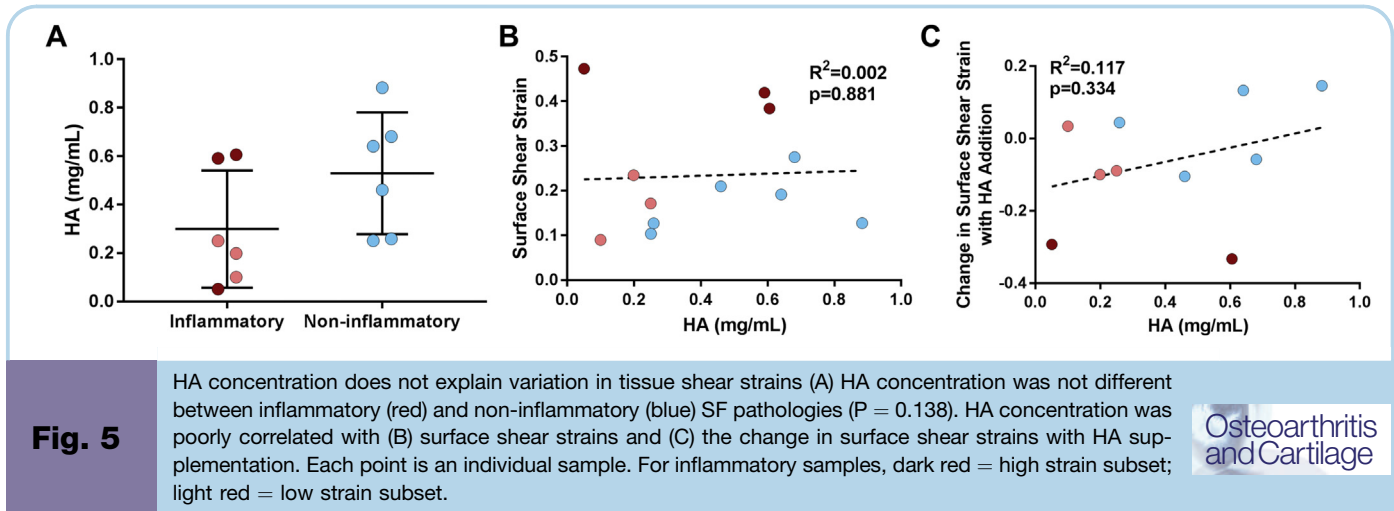 A
HA (mg/mL)
1.0
0.8
0.6
0.4
0.2
0.0
Inflammatory Non-inflammatory
B
Surface Shear Strain
0.5
0.4
0.3
0.2
0.1
0.0
R²=0.002
p=0.881
0.0 0.2 0.4 0.6 0.8 1.0
HA (mg/mL)
C
Change in Surface Shear Strain
with HA Addition
0.2
0.0
-0.2
-0.4
R²=0.117
p=0.334
0.0 0.2 0.4 0.6 0.8 1.0
HA (mg/mL)
Fig. 5
HA concentration does not explain variation in tissue shear strains (A) HA concentration was not different
between inflammatory (red) and non-inflammatory (blue) SF pathologies (P = 0.138). HA concentration was
poorly correlated with (B) surface shear strains and (C) the change in surface shear strains with HA sup-
plementation. Each point is an individual sample. For inflammatory samples, dark red = high strain subset;
light red = low strain subset.
Osteoarthritis
and Cartilage